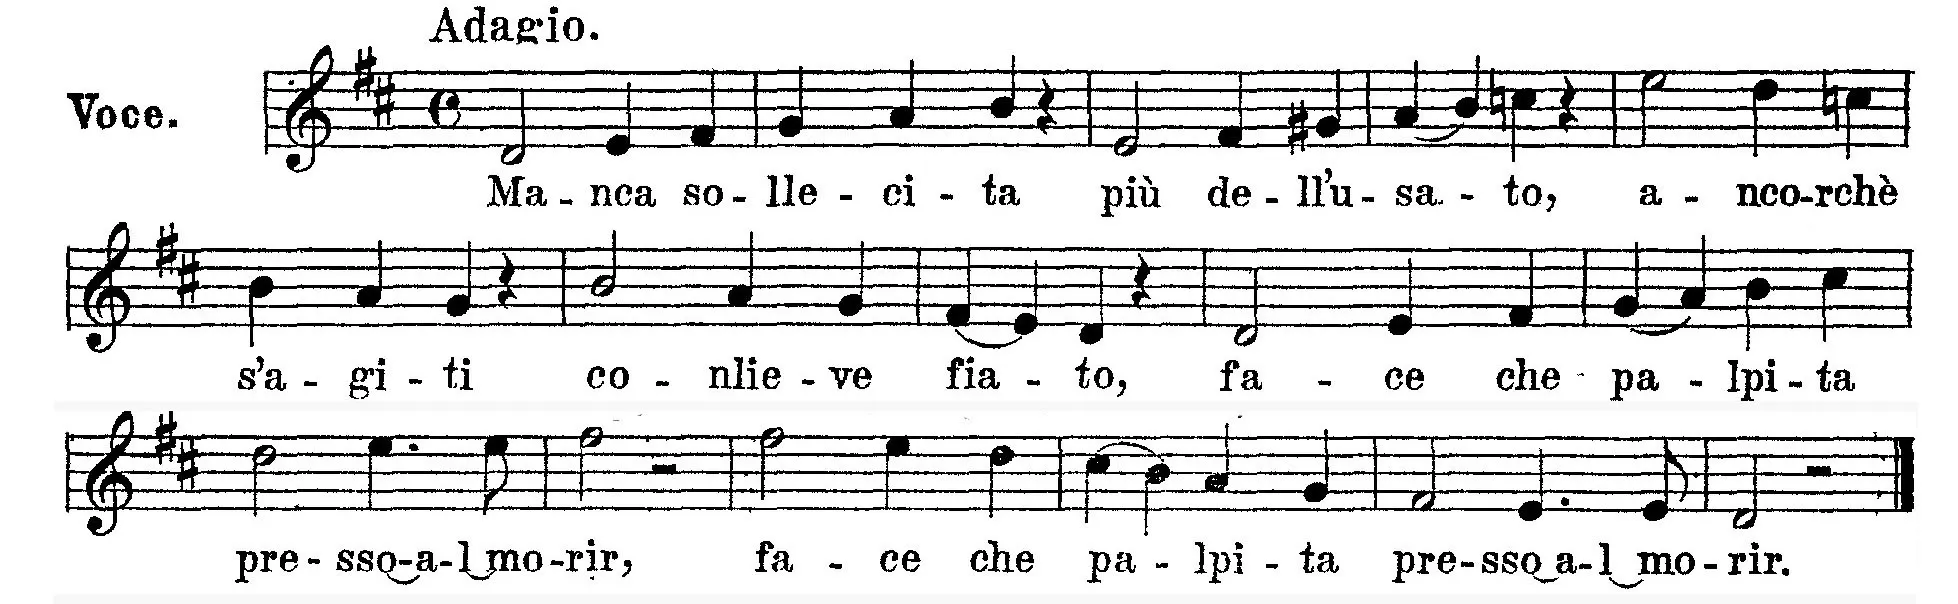 Adagio.
Voce.
Ma - nca so - lle - ci - ta più de - ll'u - sa - to, a - nco-rchè
s'a - gi - ti co - nlie - ve fia - to, fa - ce che pa - lpi - ta
pre - sso-a-l mo-rir, fa - ce che pa - lpi - ta pre-sso a-l mo-rir.